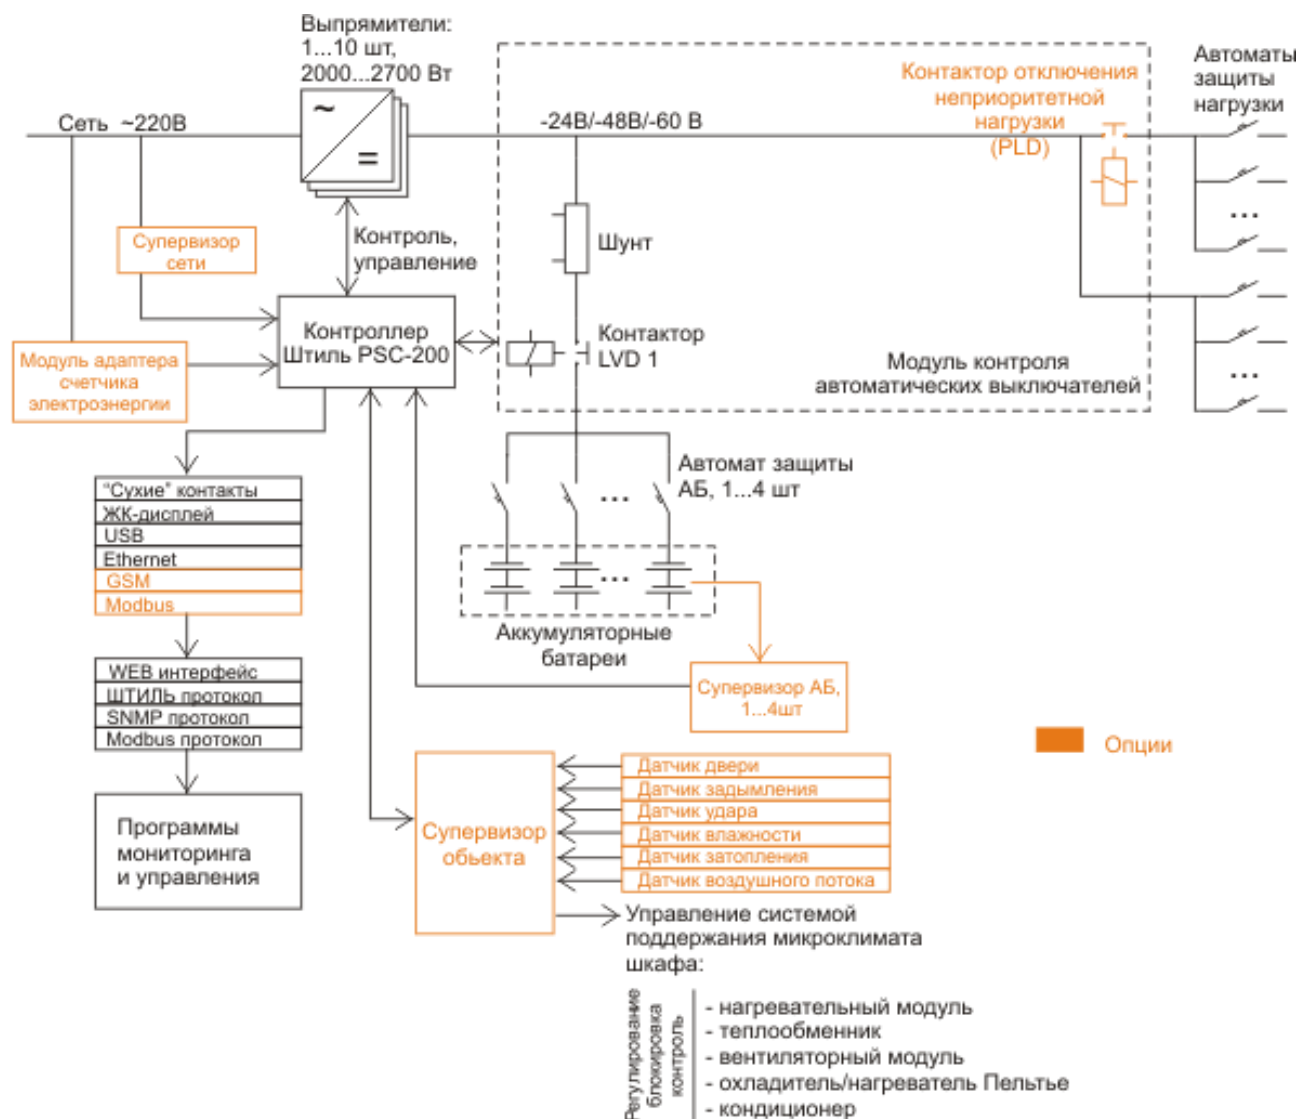 Выпрямители:
1...10 шт,
2000...2700 Вт
Сеть ~220В
~
=
-24В/-48В/-60 В
Контактор отключения
неприоритетной
нагрузки
(PLD)
Автоматы
защиты
нагрузки
...
...
Супервизор
сети
Контроль,
управление
Шунт
Контроллер
Штиль PSC-200
Контактор
LVD 1
Модуль контроля
автоматических выключателей
Модуль адаптера
счетчика
электроэнергии
Автомат защиты
АБ, 1...4 шт
...
...
Аккумуляторные
батареи
"Сухие" контакты
ЖК-дисплей
USB
Ethernet
GSM
Modbus
WEB интерфейс
ШТИЛЬ протокол
SNMP протокол
Modbus протокол
Программы
мониторинга
и управления
Супервизор АБ,
1...4шт
Опции
Супервизор
обьекта
Датчик двери
Датчик задымления
Датчик удара
Датчик влажности
Датчик затопления
Датчик воздушного потока
Управление системой
поддержания микроклимата
шкафа:
Регулирование
блокировка
контроль
- нагревательный модуль
- теплообменник
- вентиляторный модуль
- охладитель/нагреватель Пельтье
- кондиционер